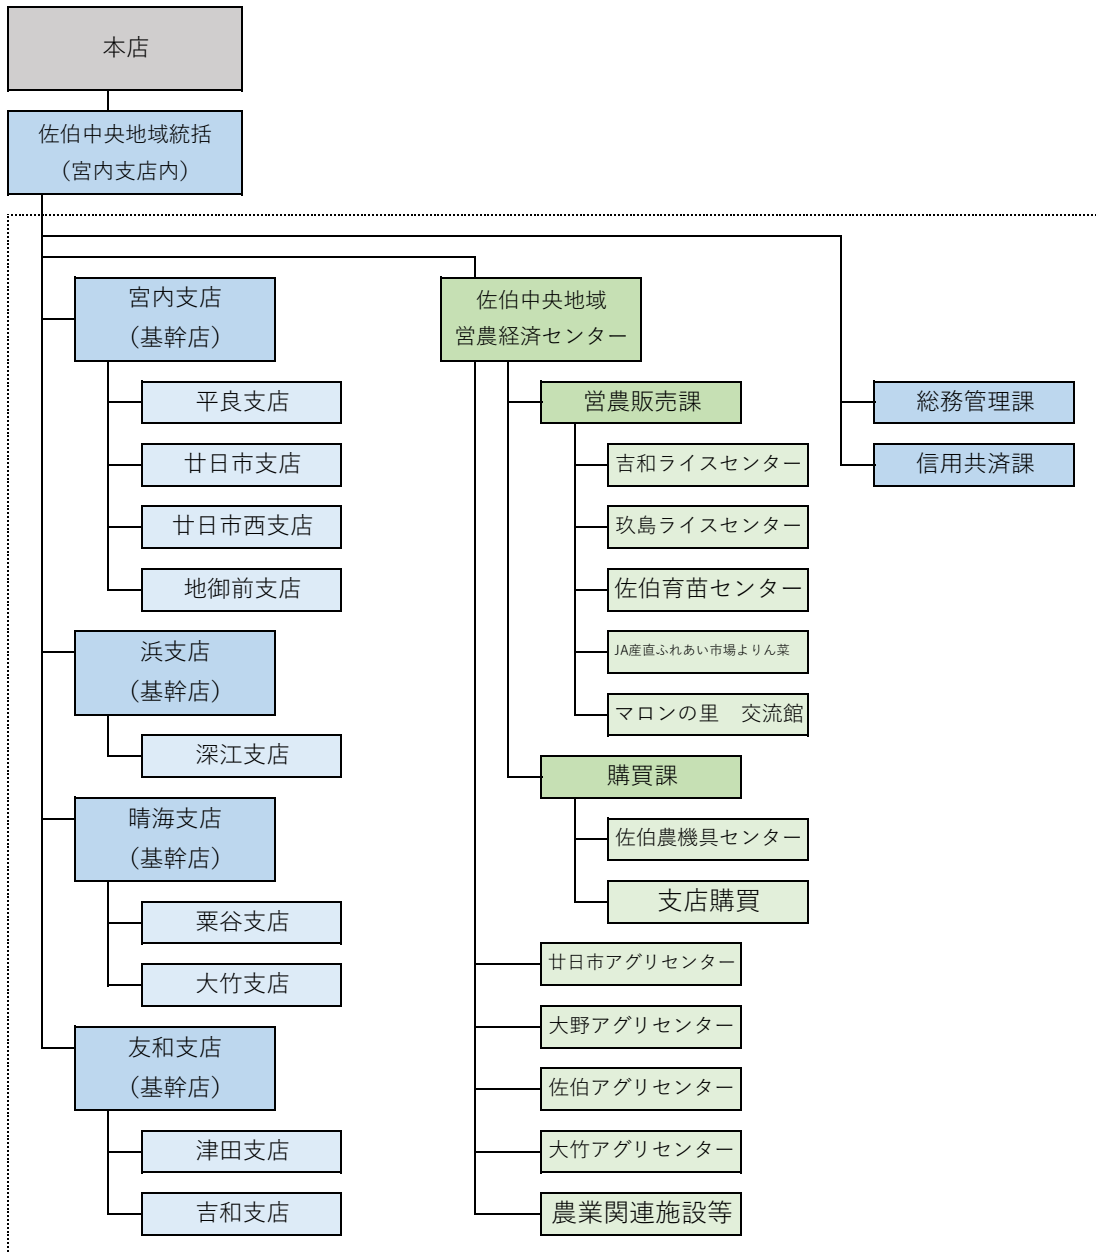 本店
佐伯中央地域統括
（宮内支店内）
宮内支店
（基幹店）
平良支店
廿日市支店
廿日市西支店
地御前支店
浜支店
（基幹店）
深江支店
晴海支店
（基幹店）
粟谷支店
大竹支店
友和支店
（基幹店）
津田支店
吉和支店
佐伯中央地域
営農経済センター
営農販売課
吉和ライスセンター
玖島ライスセンター
佐伯育苗センター
JA産直ふれあい市場よりん菜
マロンの里　交流館
購買課
佐伯農機具センター
支店購買
廿日市アグリセンター
大野アグリセンター
佐伯アグリセンター
大竹アグリセンター
農業関連施設等
総務管理課
信用共済課